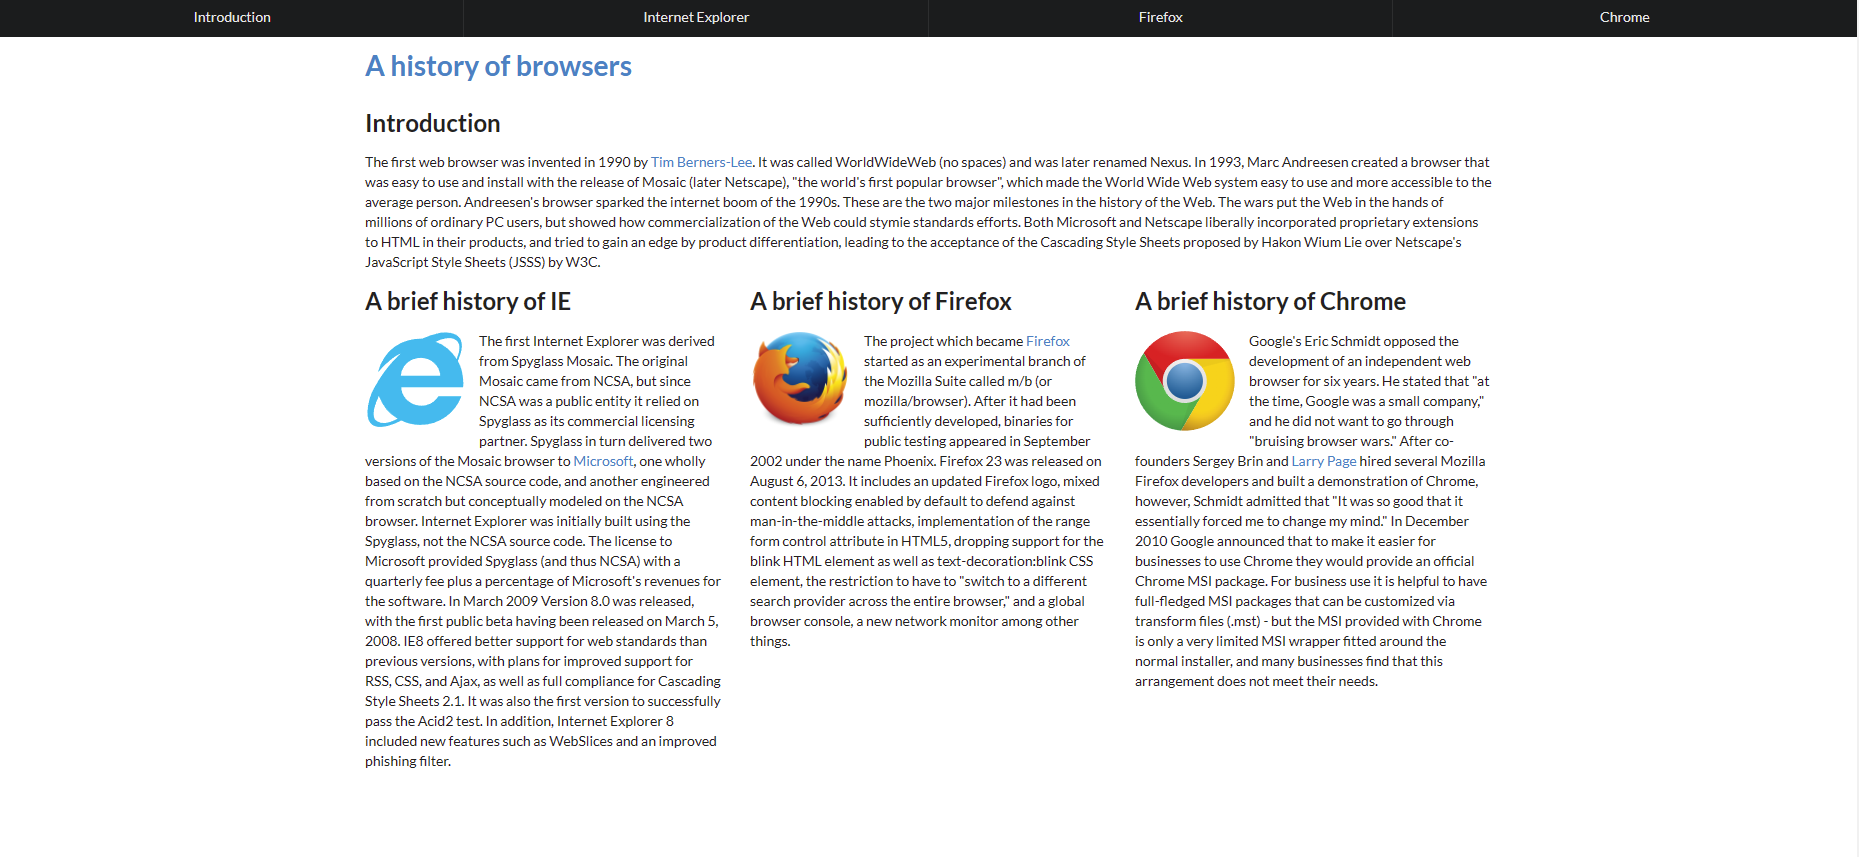 Introduction
Internet Explorer
Firefox
Chrome
A history of browsers
Introduction
The first web browser was invented in 1990 by Tim Berners-Lee. It was called WorldWideWeb (no spaces) and was later renamed Nexus. In 1993, Marc Andreesen created a browser that
was easy to use and install with the release of Mosaic (later Netscape), "the world's first popular browser", which made the World Wide Web system easy to use and more accessible to the
average person. Andreesen's browser sparked the internet boom of the 1990s. These are the two major milestones in the history of the Web. The wars put the Web in the hands of
millions of ordinary PC users, but showed how commercialization of the Web could stymie standards efforts. Both Microsoft and Netscape liberally incorporated proprietary extensions
to HTML in their products, and tried to gain an edge by product differentiation, leading to the acceptance of the Cascading Style Sheets proposed by Hakon Wium Lie over Netscape's
JavaScript Style Sheets (JSSS) by W3C.
A brief history of IE
The first Internet Explorer was derived
from Spyglass Mosaic. The original
Mosaic came from NCSA, but since
NCSA was a public entity it relied on
Spyglass as its commercial licensing
partner. Spyglass in turn delivered two
versions of the Mosaic browser to Microsoft, one wholly
based on the NCSA source code, and another engineered
from scratch but conceptually modeled on the NCSA
browser. Internet Explorer was initially built using the
Spyglass, not the NCSA source code. The license to
Microsoft provided Spyglass (and thus NCSA) with a
quarterly fee plus a percentage of Microsoft's revenues for
the software. In March 2009 Version 8.0 was released,
with the first public beta having been released on March 5,
2008. IE8 offered better support for web standards than
previous versions, with plans for improved support for
RSS, CSS, and Ajax, as well as full compliance for Cascading
Style Sheets 2.1. It was also the first version to successfully
pass the Acid2 test. In addition, Internet Explorer 8
included new features such as WebSlices and an improved
phishing filter.
A brief history of Firefox
The project which became Firefox
started as an experimental branch of
the Mozilla Suite called m/b (or
mozilla/browser). After it had been
sufficiently developed, binaries for
public testing appeared in September
2002 under the name Phoenix. Firefox 23 was released on
August 6, 2013. It includes an updated Firefox logo, mixed
content blocking enabled by default to defend against
man-in-the-middle attacks, implementation of the range
form control attribute in HTML5, dropping support for the
blink HTML element as well as text-decoration:blink CSS
element, the restriction to have to "switch to a different
search provider across the entire browser," and a global
browser console, a new network monitor among other
things.
A brief history of Chrome
Google's Eric Schmidt opposed the
development of an independent web
browser for six years. He stated that "at
the time, Google was a small company,"
and he did not want to go through
"bruising browser wars." After co-
founders Sergey Brin and Larry Page hired several Mozilla
Firefox developers and built a demonstration of Chrome,
however, Schmidt admitted that "It was so good that it
essentially forced me to change my mind." In December
2010 Google announced that to make it easier for
businesses to use Chrome they would provide an official
Chrome MSI package. For business use it is helpful to have
full-fledged MSI packages that can be customized via
transform files (.mst) - but the MSI provided with Chrome
is only a very limited MSI wrapper fitted around the
normal installer, and many businesses find that this
arrangement does not meet their needs.